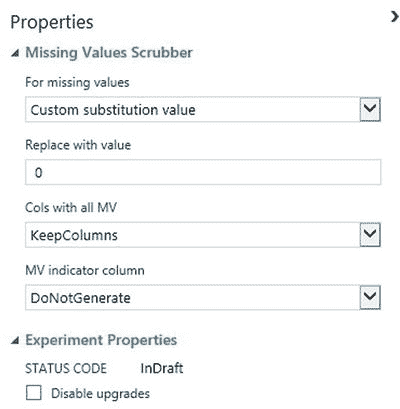 Properties
Missing Values Scrubber
For missing values
Custom substitution value
Replace with value
0
Cols with all MV
KeepColumns
MV indicator column
DoNotGenerate
Experiment Properties
STATUS CODE InDraft
Disable upgrades